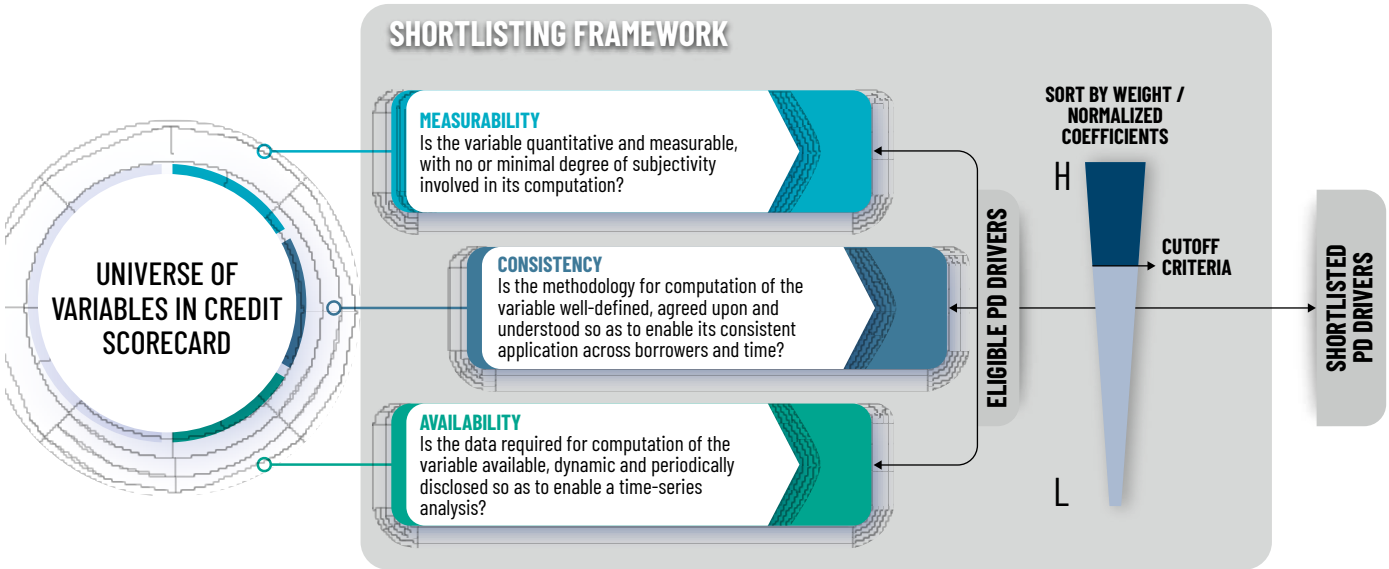 SHORTLISTING FRAMEWORK
UNIVERSE OF
VARIABLES IN CREDIT
SCORECARD
MEASURABILITY
Is the variable quantitative and measurable,
with no or minimal degree of subjectivity
involved in its computation?
CONSISTENCY
Is the methodology for computation of the
variable well-defined, agreed upon and
understood so as to enable its consistent
application across borrowers and time?
AVAILABILITY
Is the data required for computation of the
variable available, dynamic and periodically
disclosed so as to enable a time-series
analysis?
ELIGIBLE PD DRIVERS
SORT BY WEIGHT /
NORMALIZED
COEFFICIENTS
H
CUTOFF
CRITERIA
L
SHORTLISTED
PD DRIVERS